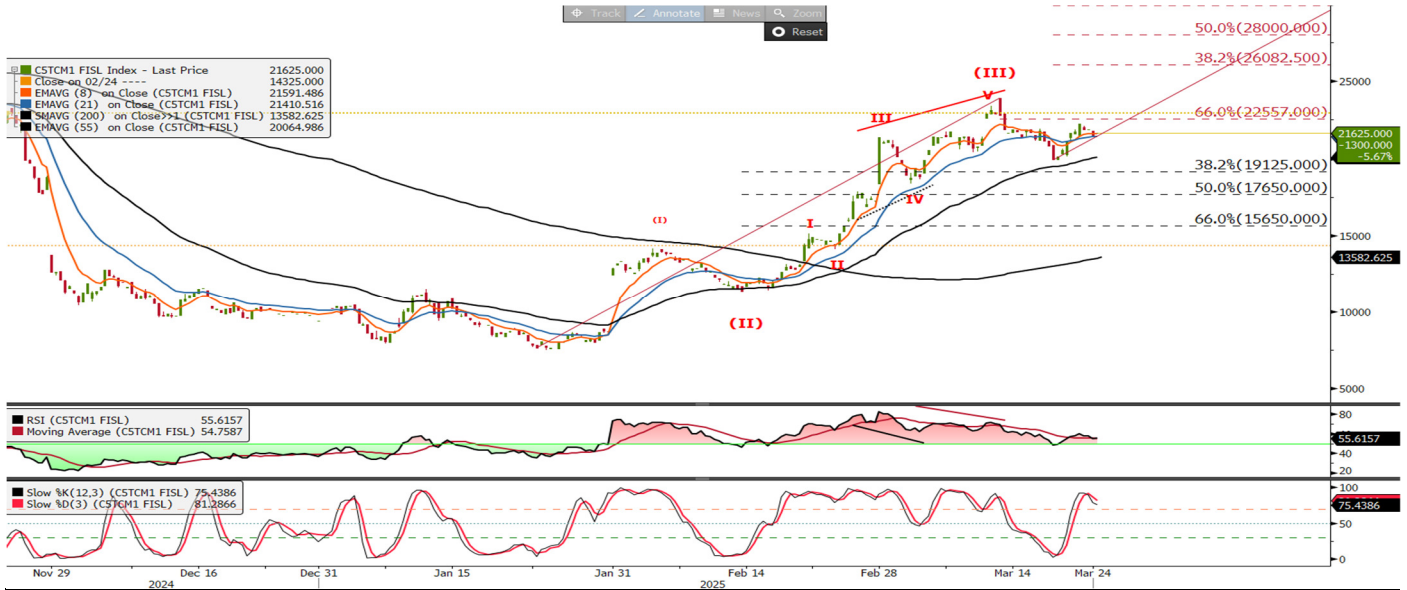 Track Annotate News Zoom
Reset
C5TCM1 FISL Index - Last Price 21625.000
Close on 02/24 ---- 14325.000
EMAVG (8) on Close (C5TCM1 FISL) 21591.486
EMAVG (21) on Close (C5TCM1 FISL) 21410.516
SMAVG (200) on Close>>1 (C5TCM1 FISL) 13582.625
EMAVG (55) on Close (C5TCM1 FISL) 20064.986
50.0%(28000.000)
38.2%(26082.500)
(III)
V
III
66.0%(22557.000)
25000
21625.000
-1300.000
-5.67%
38.2%(19125.000)
50.0%(17650.000)
IV
66.0%(15650.000)
(I)
I
15000
II
13582.625
(II)
10000
5000
RSI (C5TCM1 FISL) 55.6157
Moving Average (C5TCM1 FISL) 54.7587
80
55.6157
40
20
Slow %K(12,3) (C5TCM1 FISL) 75.4386
Slow %D(3) (C5TCM1 FISL) 81.2866
100
75.4386
50
0
Nov 29 Dec 16 Dec 31 Jan 15 Jan 31 Feb 14 Feb 28 Mar 14 Mar 24
2024 2025